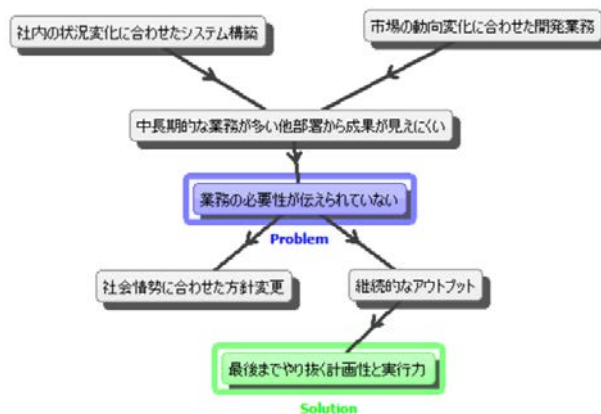 社内の状況変化に合わせたシステム構築
市場の動向変化に合わせた開発業務
中長期的な業務が多い他部署から成果が見えにくい
業務の必要性が伝えられていない
Problem
社会情勢に合わせた方針変更
継続的なアウトプット
最後までやり抜く計画性と実行力
Solution